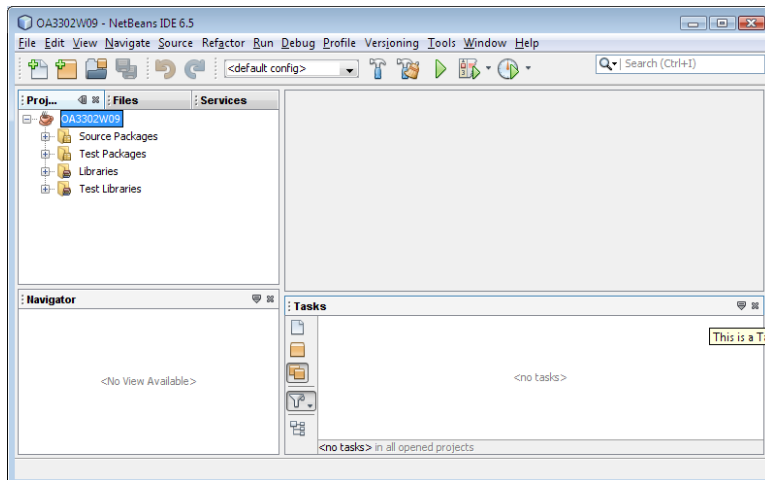 OA3302W09 - NetBeans IDE 6.5
File Edit View Navigate Source Refactor Run Debug Profile Versioning Tools Window Help
<default config>
Search (Ctrl+I)
Proj... Files Services
OA3302W09
Source Packages
Test Packages
Libraries
Test Libraries
Navigator
<No View Available>
Tasks
This is a T
<no tasks>
<no tasks> in all opened projects